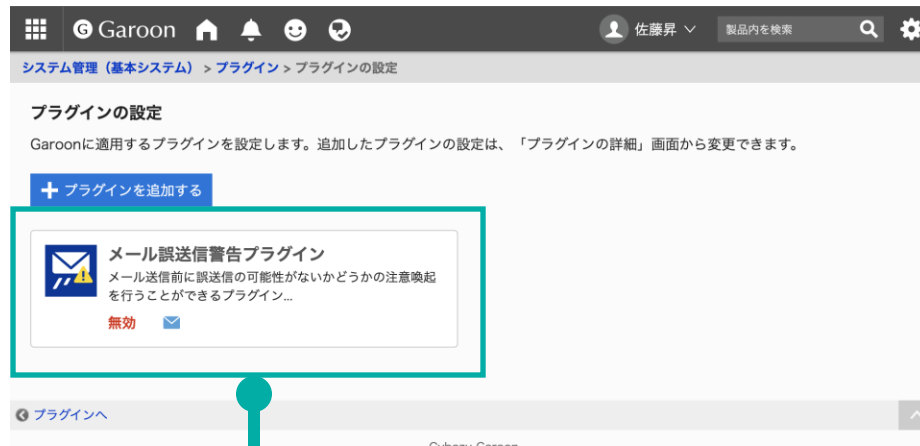 G Garoon 佐藤昇 製品内を検索
システム管理（基本システム） > プラグイン > プラグインの設定
プラグインの設定
Garoonに適用するプラグインを設定します。追加したプラグインの設定は、「プラグインの詳細」画面から変更できます。
プラグインを追加する
メール誤送信警告プラグイン
メール送信前に誤送信の可能性がないかどうかの注意喚起
を行うことができるプラグイン...
無効
プラグインへ